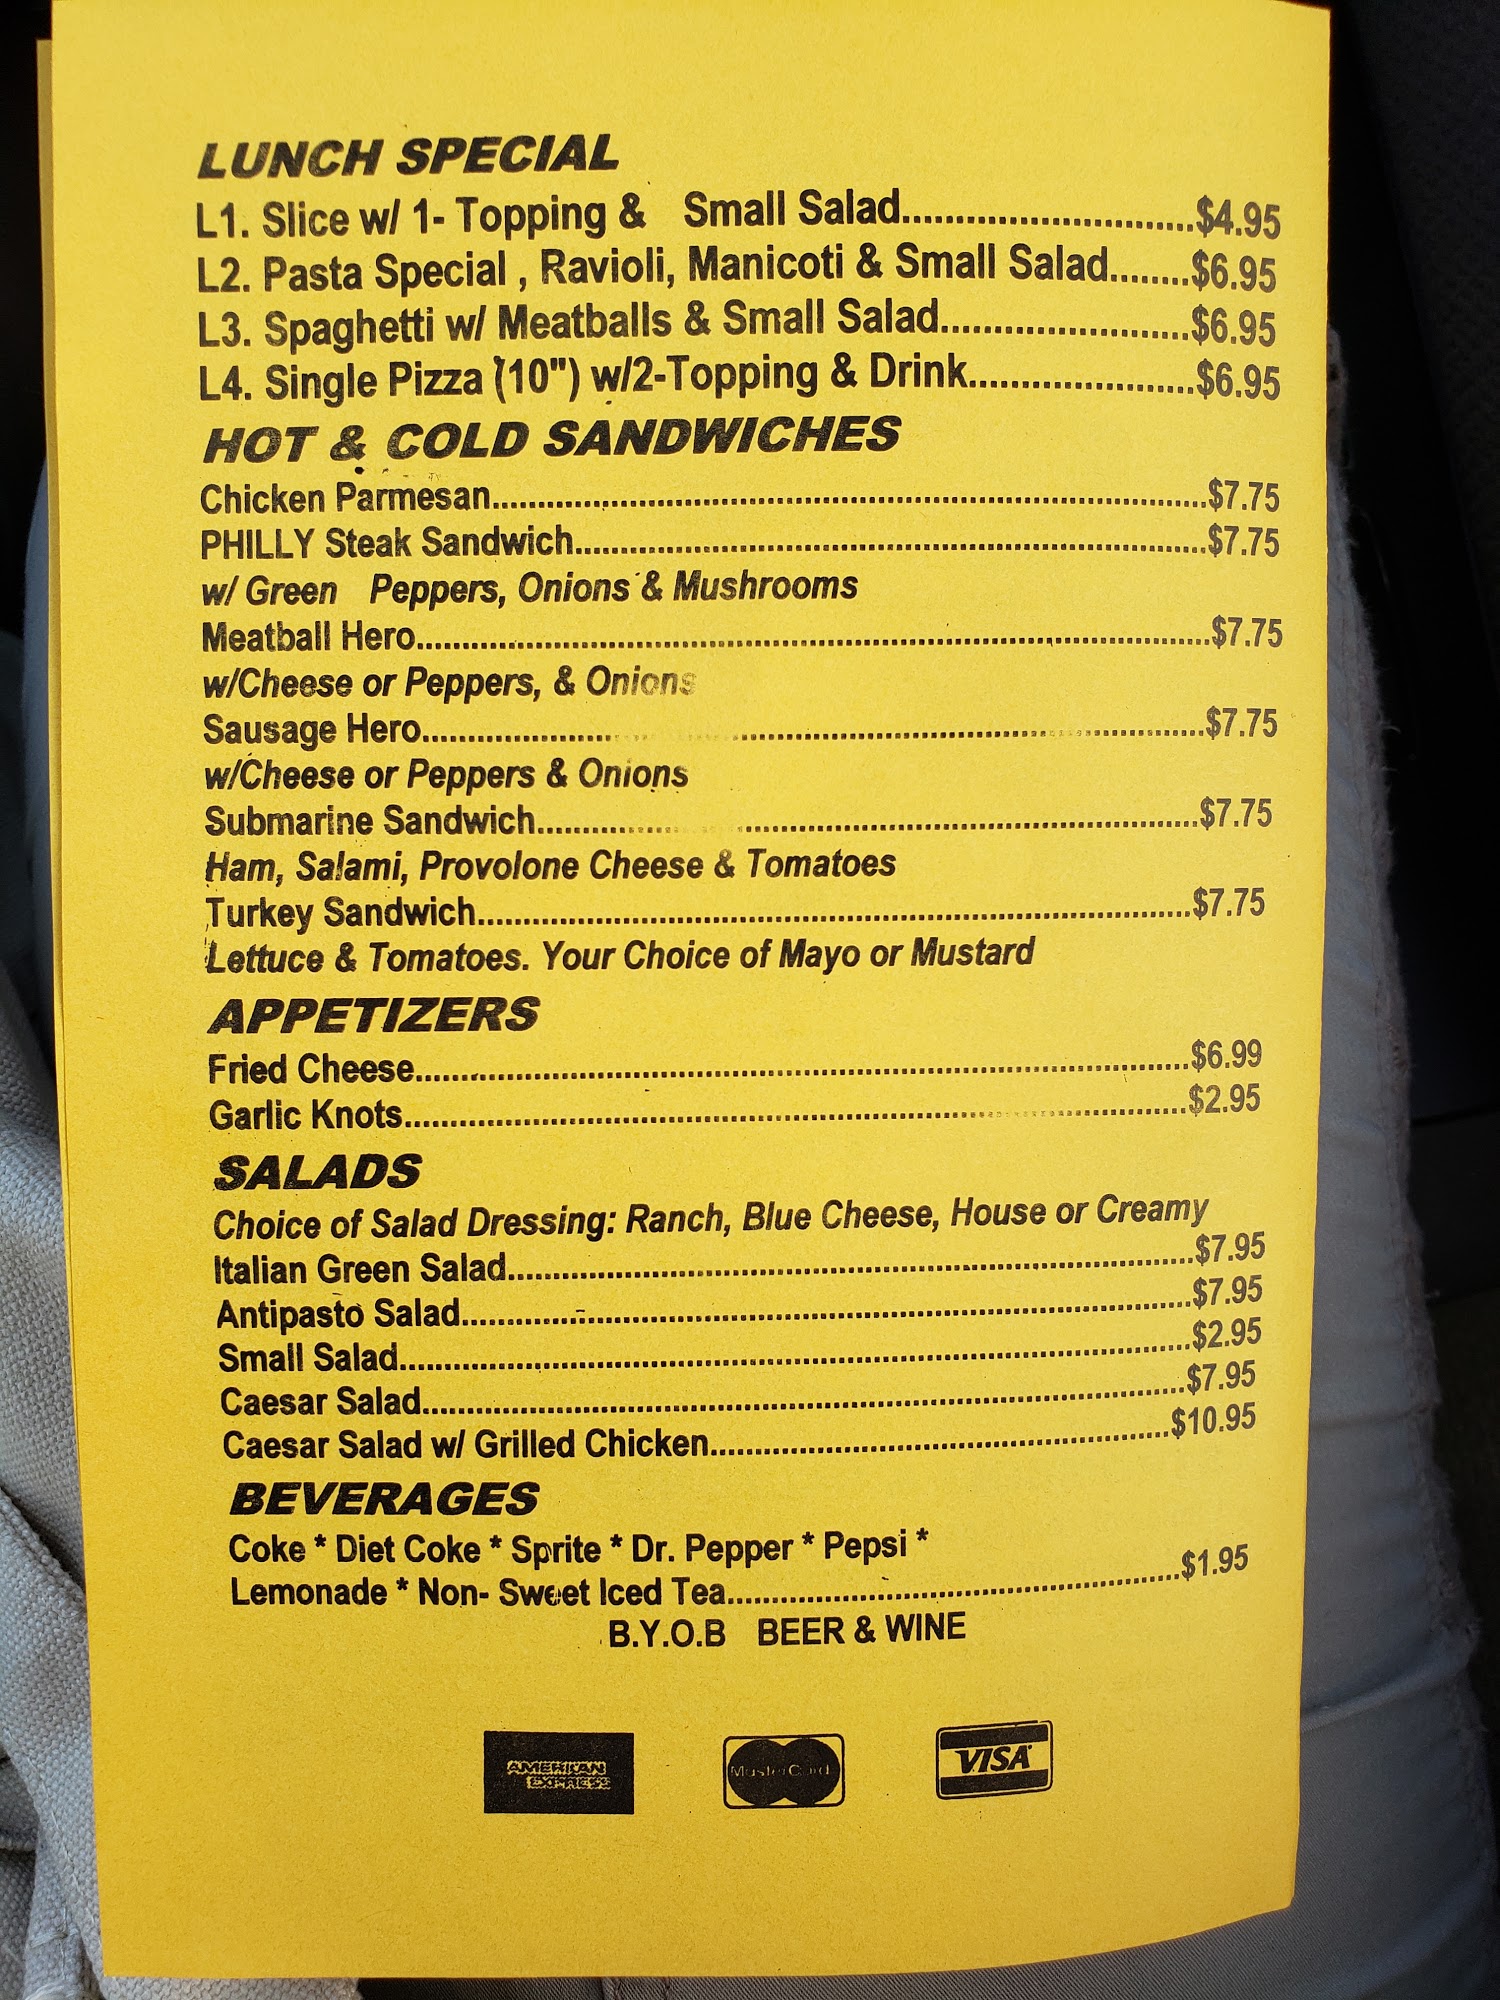 LUNCH SPECIAL
L1. Slice w/ 1- Topping & Small Salad..........................$4.95
L2. Pasta Special , Ravioli, Manicoti & Small Salad........$6.95
L3. Spaghetti w/ Meatballs & Small Salad.......................$6.95
L4. Single Pizza (10") w/2-Topping & Drink.....................$6.95
HOT & COLD SANDWICHES
Chicken Parmesan..............................................................................$7.75
PHILLY Steak Sandwich.....................................................................$7.75
w/ Green Peppers, Onions & Mushrooms
Meatball Hero.......................................................................................$7.75
w/Cheese or Peppers, & Onions
Sausage Hero......................................................................................$7.75
w/Cheese or Peppers & Onions
Submarine Sandwich.........................................................................$7.75
Ham, Salami, Provolone Cheese & Tomatoes
Turkey Sandwich...............................................................................$7.75
Lettuce & Tomatoes. Your Choice of Mayo or Mustard
APPETIZERS
Fried Cheese......................................................................................$6.99
Garlic Knots.......................................................................................$2.95
SALADS
Choice of Salad Dressing: Ranch, Blue Cheese, House or Creamy
Italian Green Salad............................................................................$7.95
Antipasto Salad.................................................................................$7.95
Small Salad........................................................................................$2.95
Caesar Salad.....................................................................................$7.95
Caesar Salad w/ Grilled Chicken...................................................$10.95
BEVERAGES
Coke * Diet Coke * Sprite * Dr. Pepper * Pepsi *
Lemonade * Non- Sweet Iced Tea..................................................$1.95
B.Y.O.B BEER & WINE
AMERICAN EXPRESS MasterCard VISA